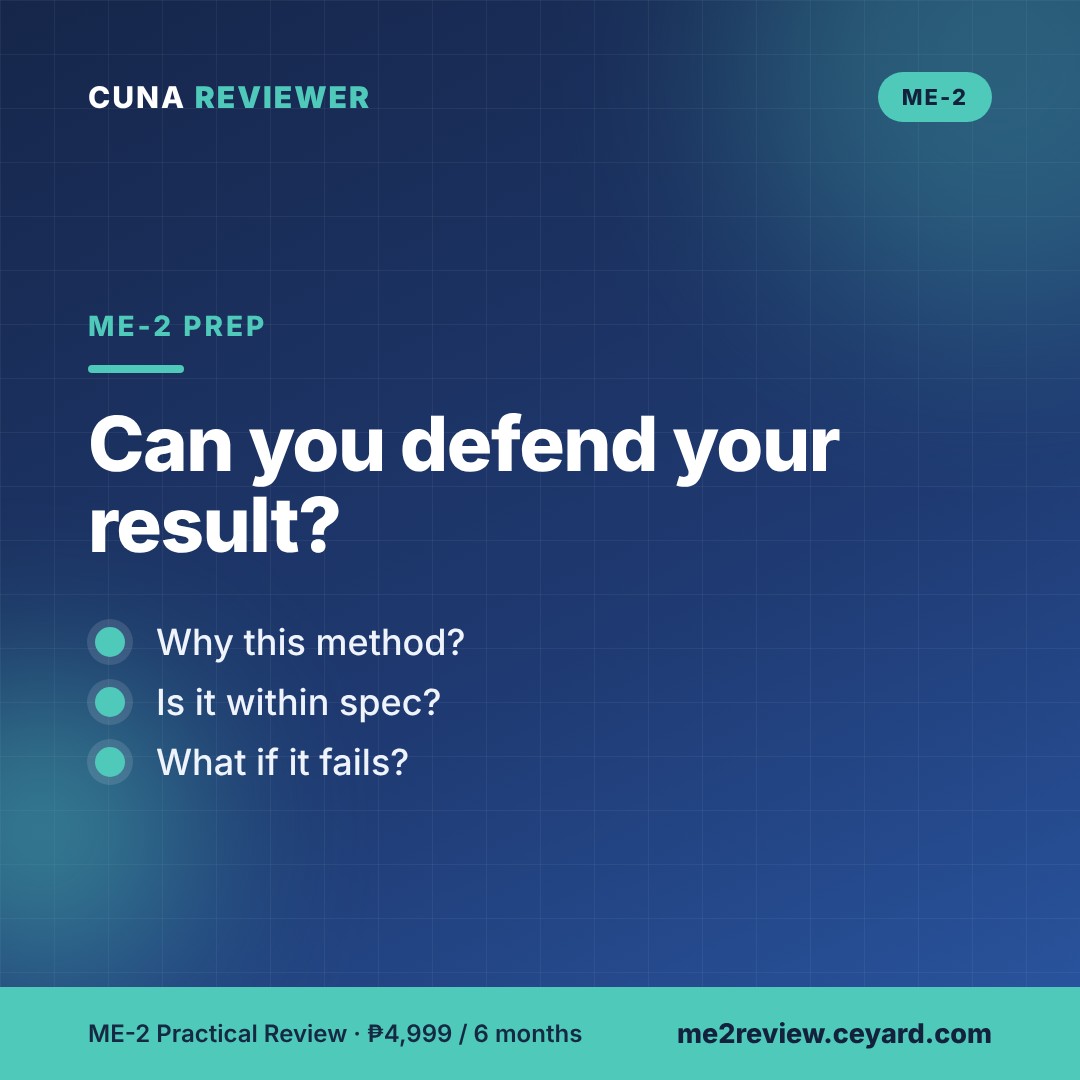 CUNA REVIEWER
ME-2
ME-2 PREP
Can you defend your
result?
Why this method?
Is it within spec?
What if it fails?
ME-2 Practical Review · ₱4,999 / 6 months
me2review.ceyard.com